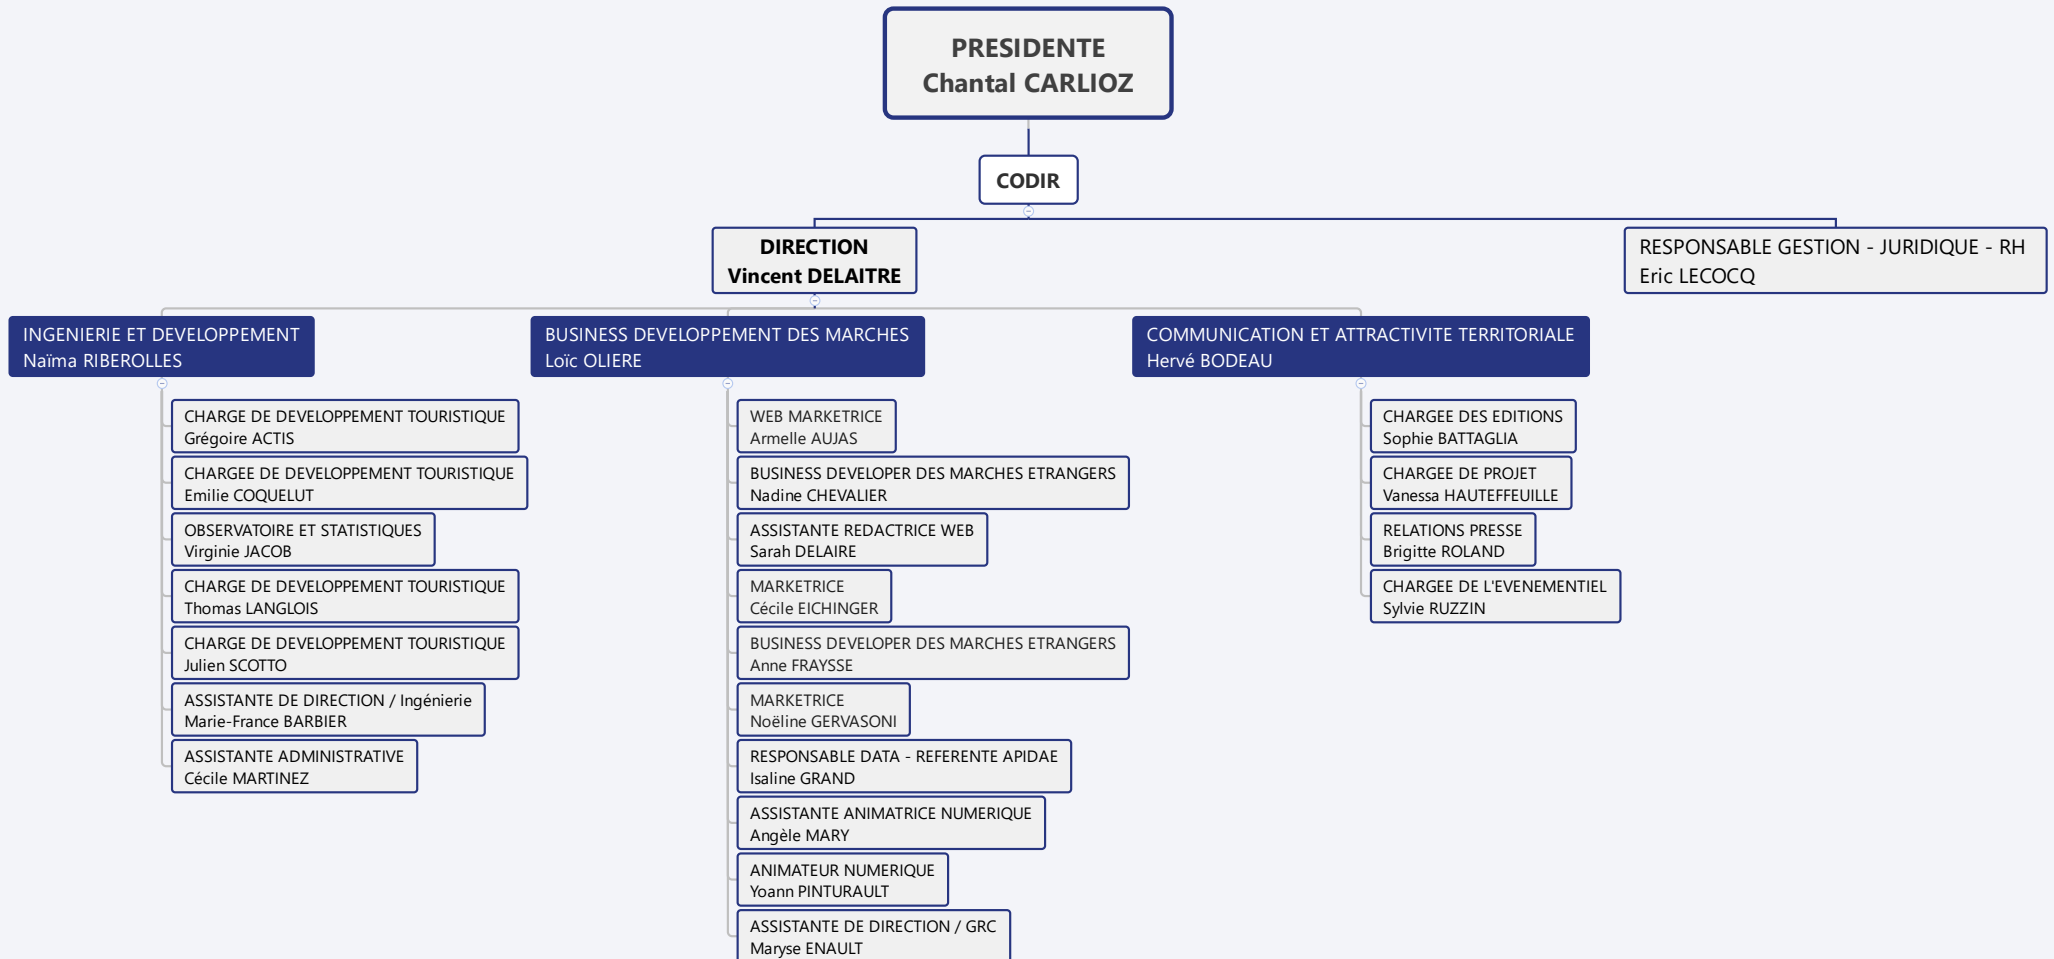 PRESIDENTE
Chantal CARLIOZ
CODIR
DIRECTION
Vincent DELAITRE
RESPONSABLE GESTION - JURIDIQUE - RH
Eric LECOCQ
INGENIERIE ET DEVELOPPEMENT
Naïma RIBEROLLES
CHARGE DE DEVELOPPEMENT TOURISTIQUE
Grégoire ACTIS
CHARGEE DE DEVELOPPEMENT TOURISTIQUE
Emilie COQUELUT
OBSERVATOIRE ET STATISTIQUES
Virginie JACOB
CHARGE DE DEVELOPPEMENT TOURISTIQUE
Thomas LANGLOIS
CHARGE DE DEVELOPPEMENT TOURISTIQUE
Julien SCOTTO
ASSISTANTE DE DIRECTION / Ingénierie
Marie-France BARBIER
ASSISTANTE ADMINISTRATIVE
Cécile MARTINEZ
BUSINESS DEVELOPPEMENT DES MARCHES
Loïc OLIERE
WEB MARKETRICE
Armelle AUJAS
BUSINESS DEVELOPER DES MARCHES ETRANGERS
Nadine CHEVALIER
ASSISTANTE REDACTRICE WEB
Sarah DELAIRE
MARKETRICE
Cécile EICHINGER
BUSINESS DEVELOPER DES MARCHES ETRANGERS
Anne FRAYSSE
MARKETRICE
Noëline GERVASONI
RESPONSABLE DATA - REFERENTE APIDAE
Isaline GRAND
ASSISTANTE ANIMATRICE NUMERIQUE
Angèle MARY
ANIMATEUR NUMERIQUE
Yoann PINTURAULT
ASSISTANTE DE DIRECTION / GRC
Maryse ENAULT
COMMUNICATION ET ATTRACTIVITE TERRITORIALE
Hervé BODEAU
CHARGEE DES EDITIONS
Sophie BATTAGLIA
CHARGEE DE PROJET
Vanessa HAUTEFFEUILLE
RELATIONS PRESSE
Brigitte ROLAND
CHARGEE DE L'EVENEMENTIEL
Sylvie RUZZIN